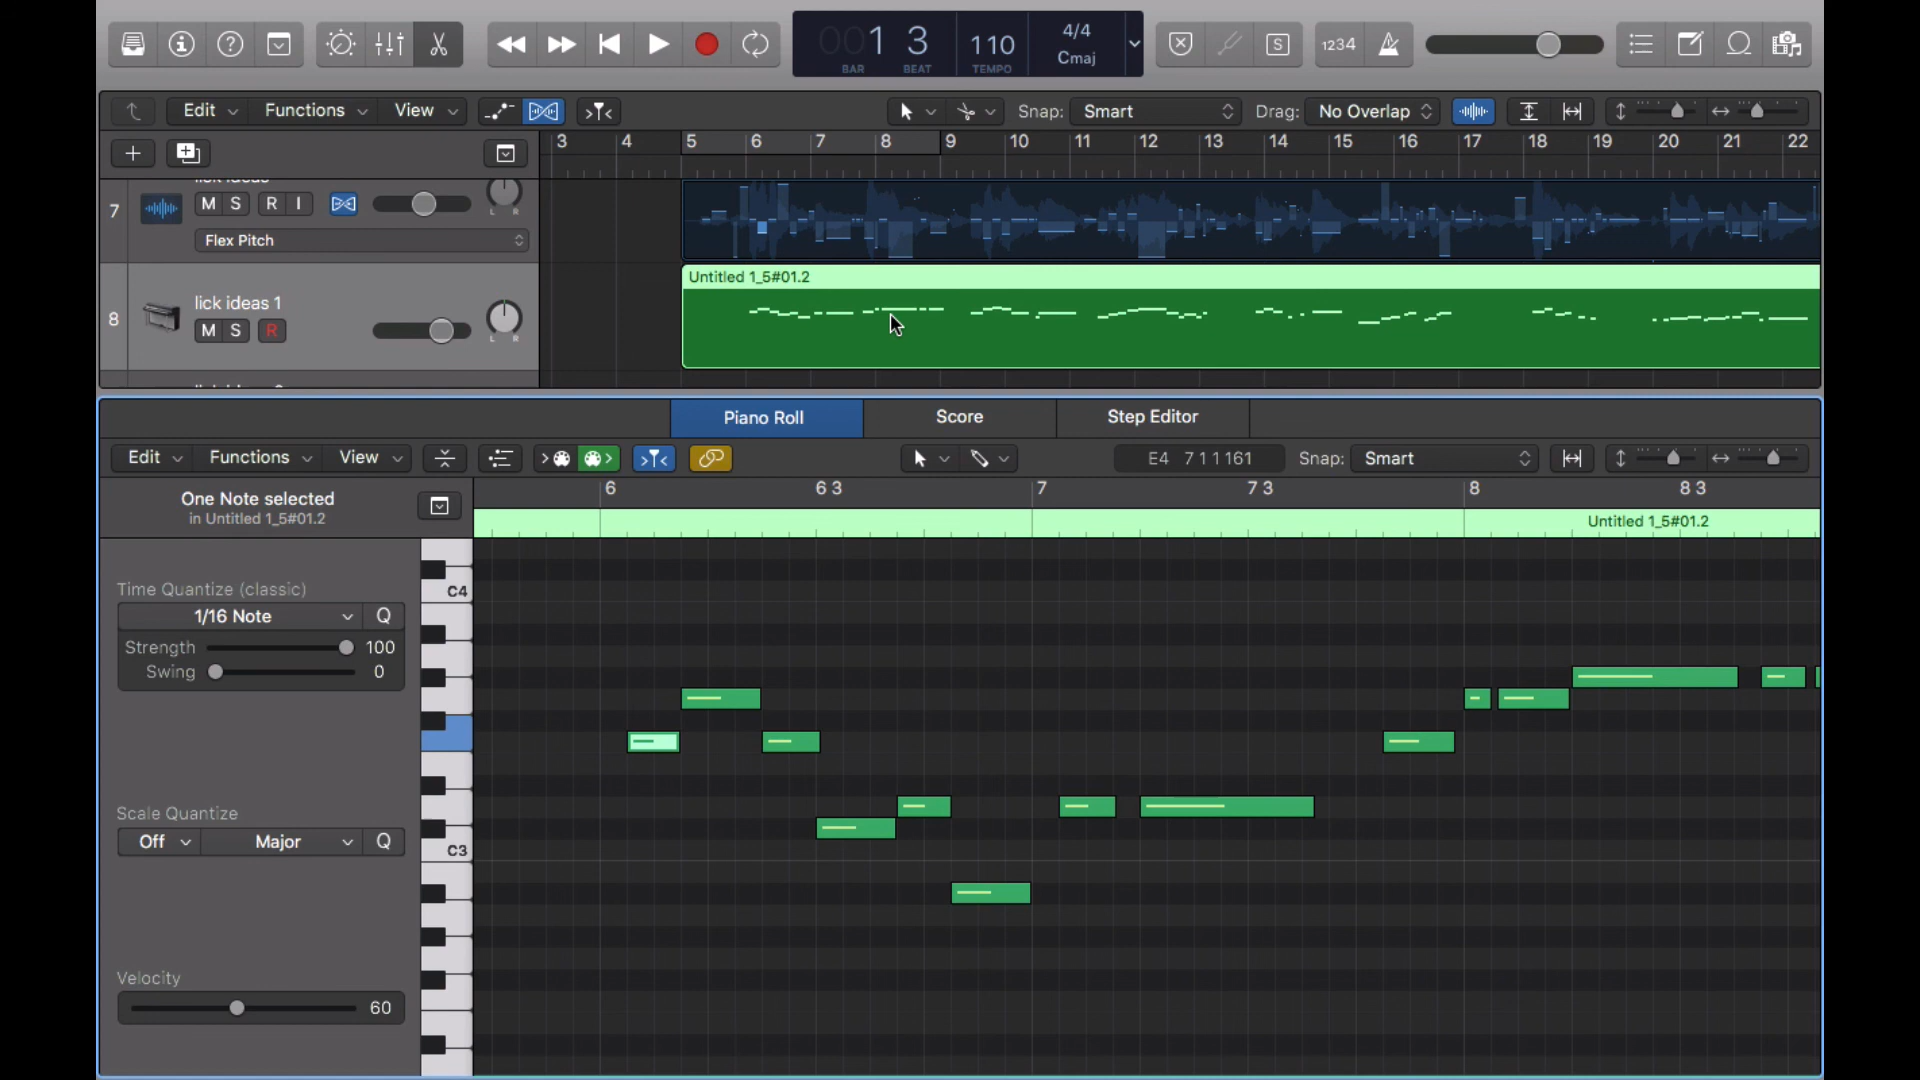 001 3 110 4/4
Cmaj
BAR BEAT TEMPO
1234
Edit Functions View Snap: Smart Drag: No Overlap
3 4 5 6 7 8 9 10 11 12 13 14 15 16 17 18 19 20 21 22
7 M S R I L R
Flex Pitch
Untitled 1_5#01.2
lick ideas 1
8 M S R L R
Piano Roll Score Step Editor
Edit Functions View E4 7 1 1 161 Snap: Smart
6 6 3 7 7 3 8 8 3
One Note selected
in Untitled 1_5#01.2
Untitled 1_5#01.2
Time Quantize (classic)
C4
1/16 Note Q
Strength 100
Swing 0
Scale Quantize
Off Major Q
C3
Velocity
60